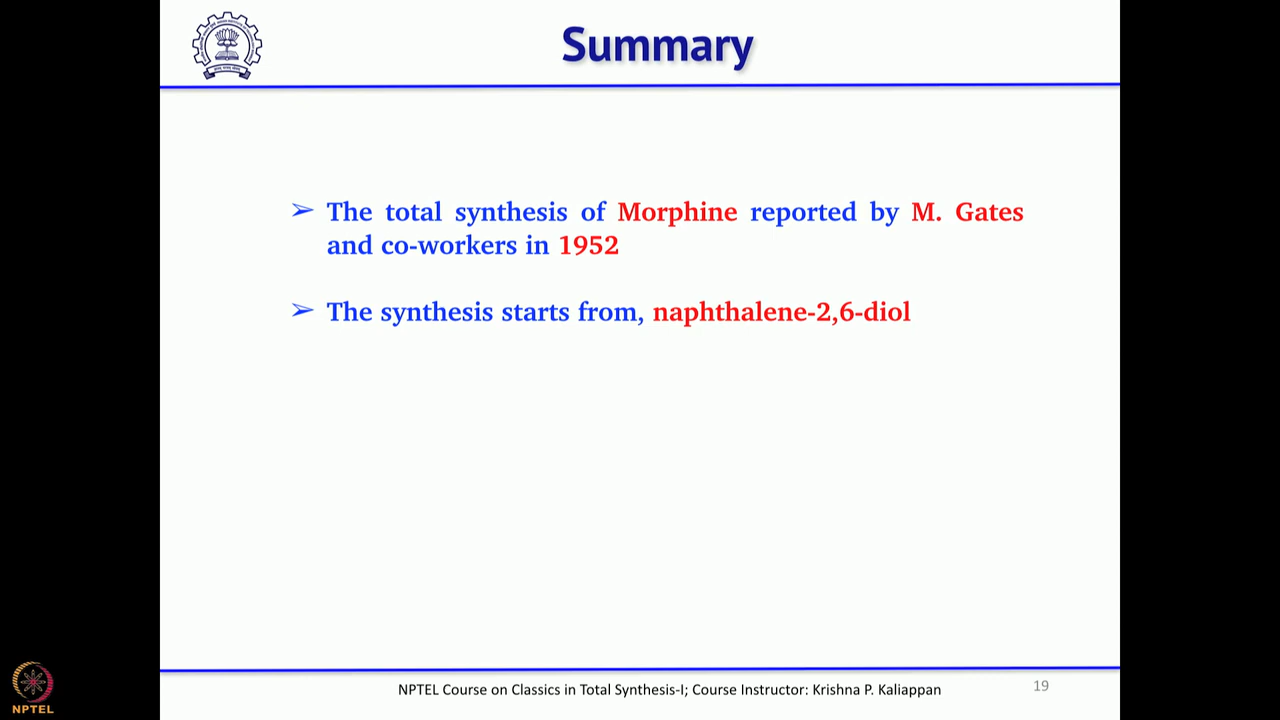 Summary
➢ The total synthesis of Morphine reported by M. Gates
and co-workers in 1952
➢ The synthesis starts from, naphthalene-2,6-diol
NPTEL Course on Classics in Total Synthesis-I; Course Instructor: Krishna P. Kaliappan
19
NPTEL